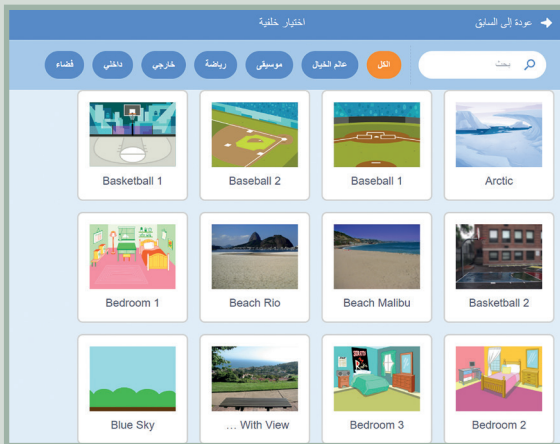 عودة إلى السابق
اختيار خلفية
بحث
الكل
عالم الخيال
موسيقى
رياضة
خارجي
داخلي
فضاء
Arctic
Baseball 1
Baseball 2
Basketball 1
Basketball 2
Beach Malibu
Beach Rio
Bedroom 1
Bedroom 2
Bedroom 3
... With View
Blue Sky